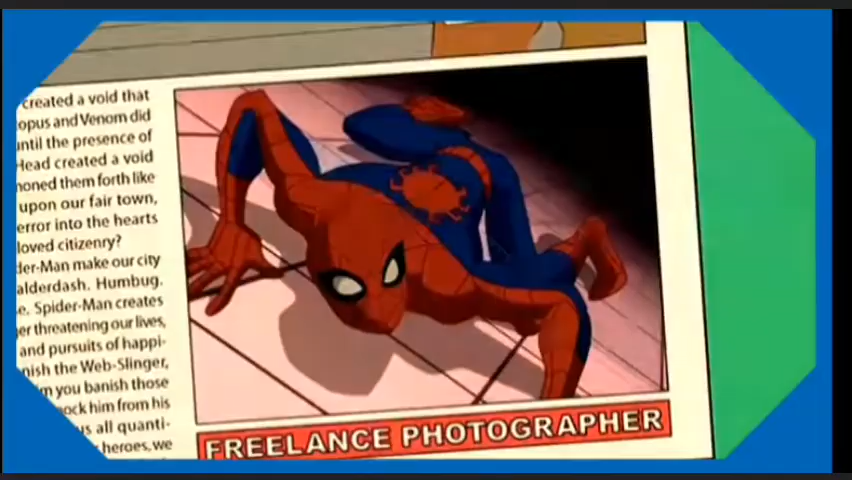 created a void that
opus and Venom did
until the presence of
Head created a void
moned them forth like
upon our fair town,
error into the hearts
loved citizenry?
der-Man make our city
alderdash. Humbug.
e. Spider-Man creates
er threatening our lives,
and pursuits of happi-
nish the Web-Slinger,
m you banish those
ock him from his
us all quanti-
heroes, we
FREELANCE PHOTOGRAPHER